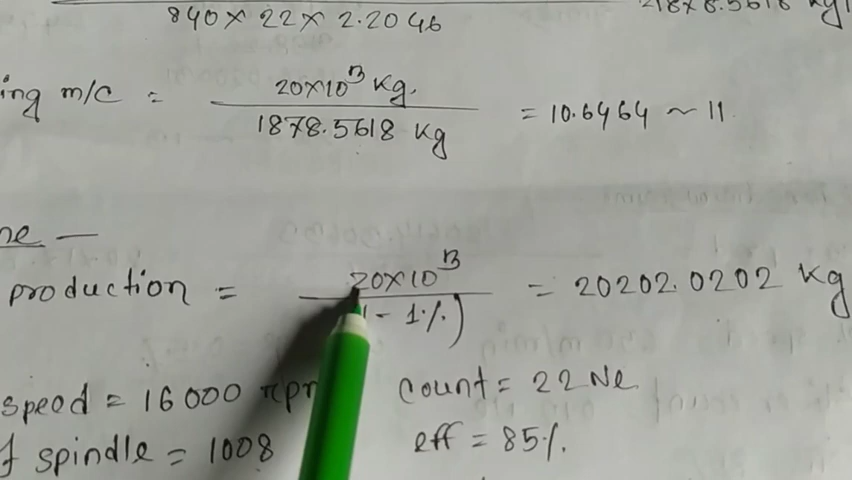 840 × 22 × 2.2046
ing m/c = 20×10³ Kg. / 1878.5618 Kg = 10.6464 ~ 11
ne —
production = 20×10³ / - 1%) = 20202.0202 Kg
speed = 16000 rpm count = 22 Ne
f spindle = 1008 eff = 85%.